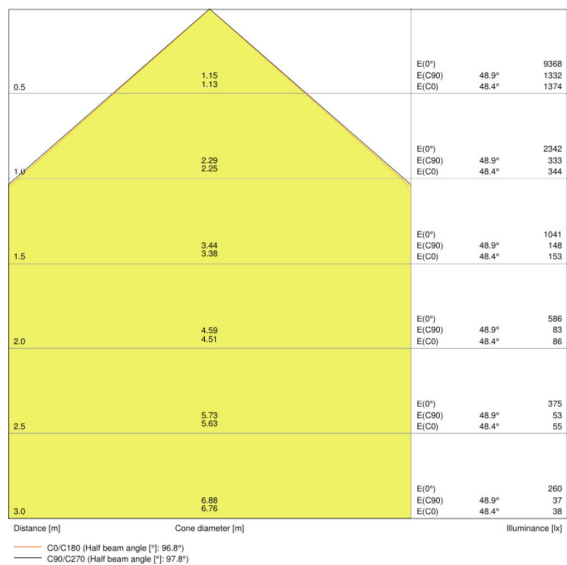 E(0°) 9368
1.15 E(C90) 48.9° 1332
0.5 1.13 E(C0) 48.4° 1374
E(0°) 2342
2.29 E(C90) 48.9° 333
1.0 2.25 E(C0) 48.4° 344
E(0°) 1041
3.44 E(C90) 48.9° 148
1.5 3.38 E(C0) 48.4° 153
E(0°) 586
4.59 E(C90) 48.9° 83
2.0 4.51 E(C0) 48.4° 86
E(0°) 375
5.73 E(C90) 48.9° 53
2.5 5.63 E(C0) 48.4° 55
E(0°) 260
6.88 E(C90) 48.9° 37
3.0 6.76 E(C0) 48.4° 38
Distance [m] Cone diameter [m] Illuminance [lx]
C0/C180 (Half beam angle [°]: 96.8°)
C90/C270 (Half beam angle [°]: 97.8°)